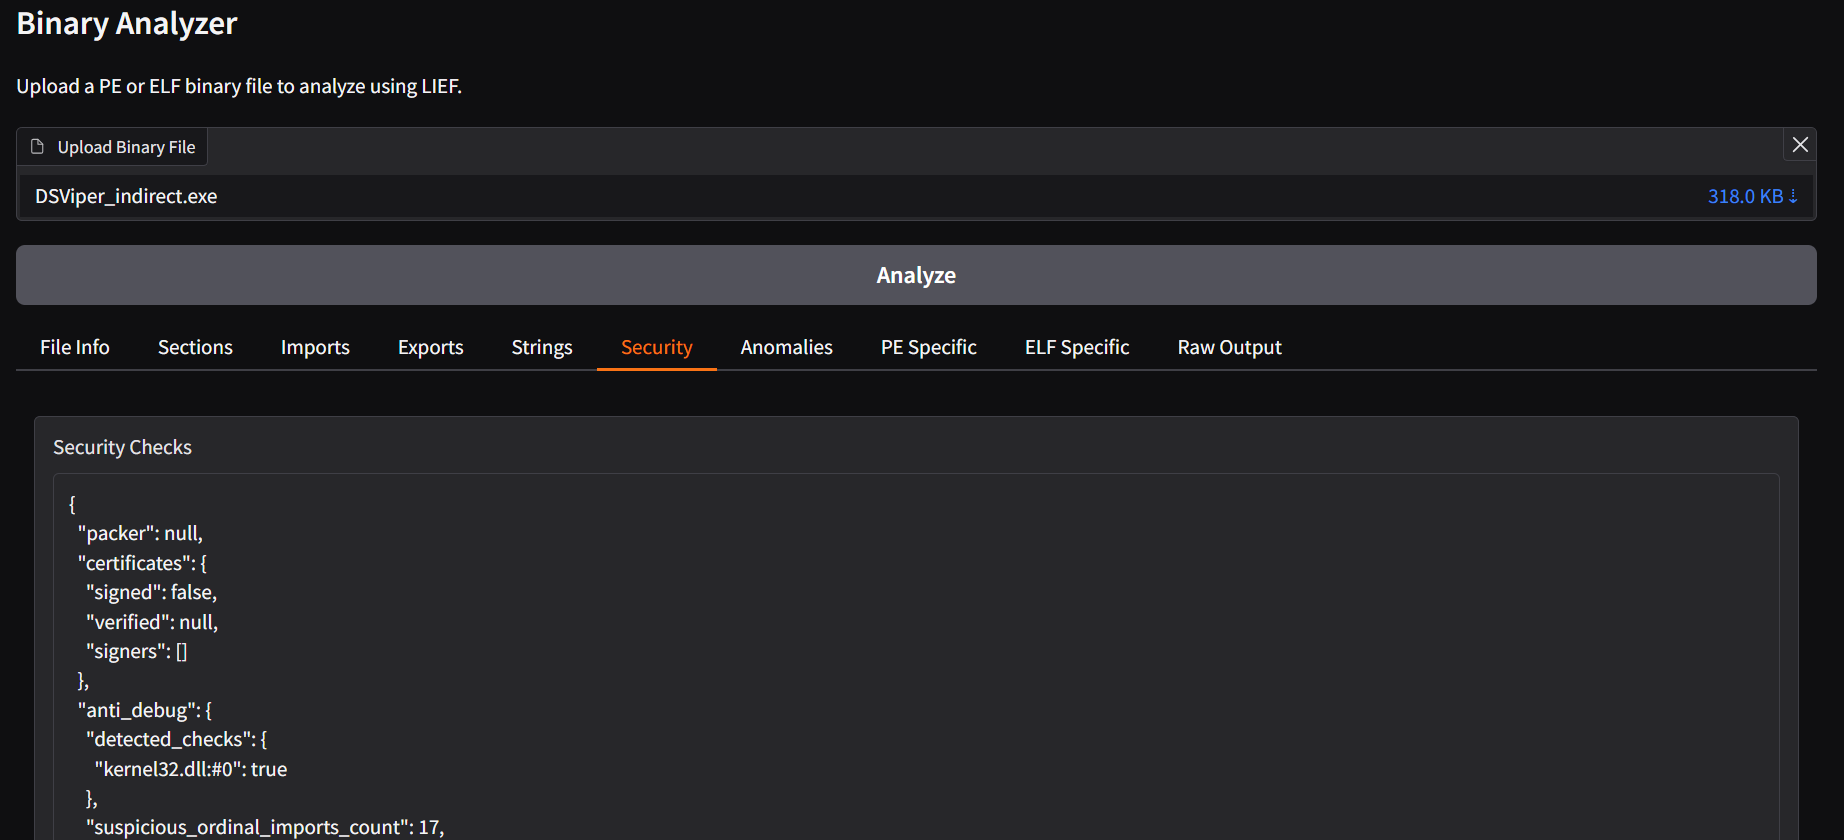 Binary Analyzer
Upload a PE or ELF binary file to analyze using LIEF.
Upload Binary File
DSViper_indirect.exe 318.0 KB ⇣
Analyze
File Info Sections Imports Exports Strings Security Anomalies PE Specific ELF Specific Raw Output
Security Checks
{
"packer": null,
"certificates": {
"signed": false,
"verified": null,
"signers": []
},
"anti_debug": {
"detected_checks": {
"kernel32.dll:#0": true
},
"suspicious_ordinal_imports_count": 17,